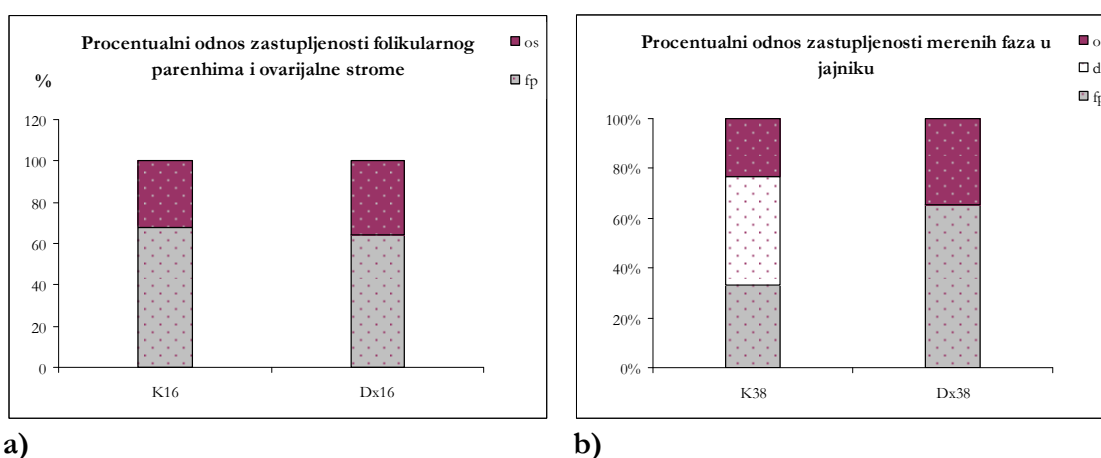 Procentualni odnos zastupljenosti folikularnog
parenhima i ovarijalne strome
os
fp
%
120
100
80
60
40
20
0
K16
Dx16
a)
Procentualni odnos zastupljenosti merenih faza u
jajniku
100%
80%
60%
40%
20%
0%
K38
Dx38
b)